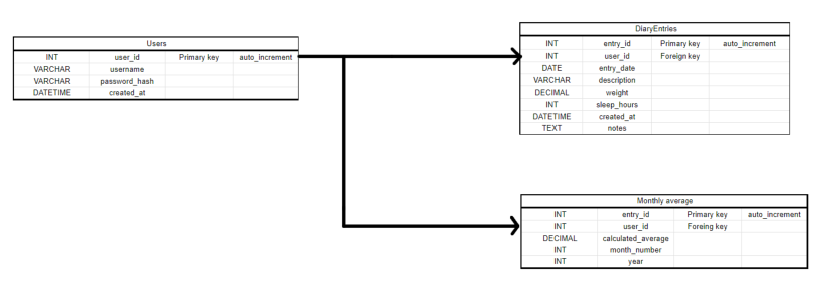 Users
INT user_id Primary key auto_increment
VARCHAR username
VARCHAR password_hash
DATETIME created_at
DiaryEntries
INT entry_id Primary key auto_increment
INT user_id Foreign key
DATE entry_date
VARCHAR description
DECIMAL weight
INT sleep_hours
DATETIME created_at
TEXT notes
Monthly average
INT entry_id Primary key auto_increment
INT user_id Foreing key
DECIMAL calculated_average
INT month_number
INT year